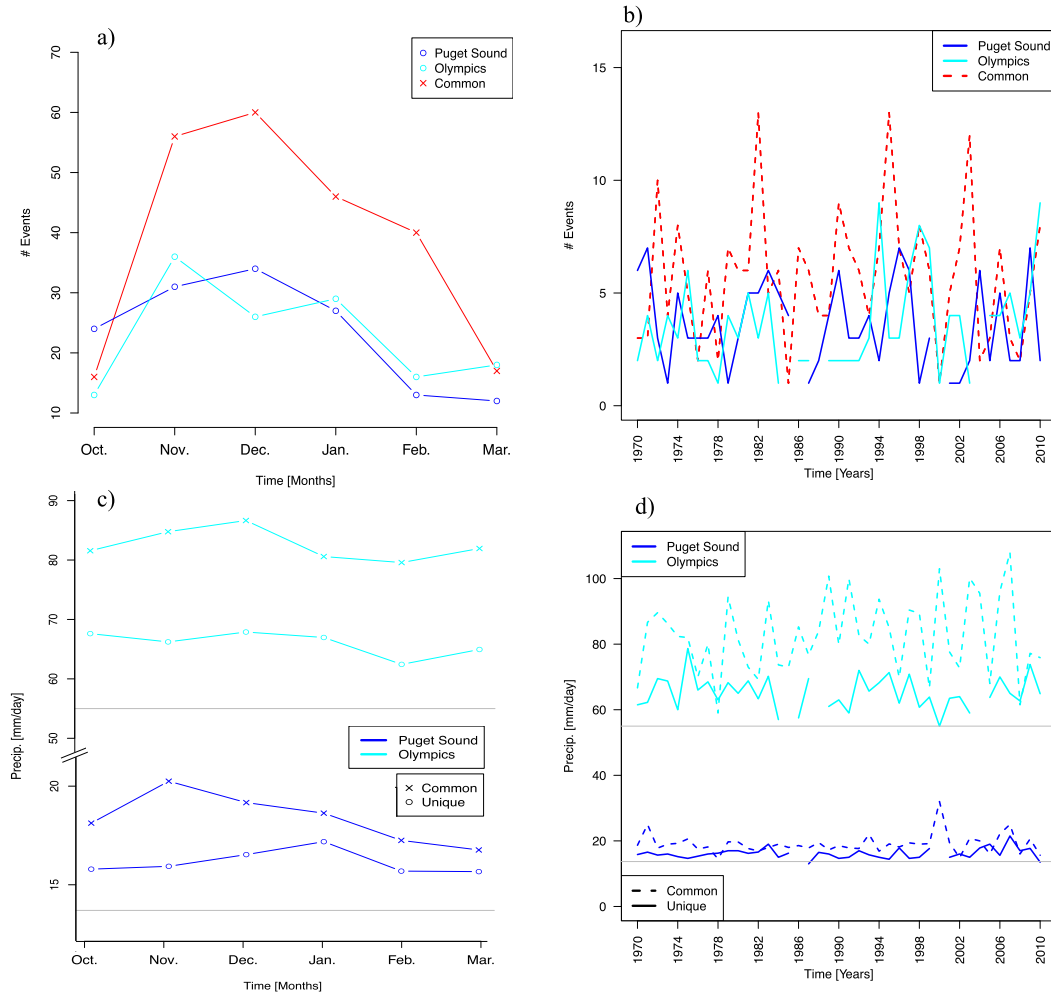 a)
70
60
50
40
30
20
10
# Events
Puget Sound
Olympics
Common
Oct. Nov. Dec. Jan. Feb. Mar.
Time [Months]
b)
15
10
5
0
# Events
Puget Sound
Olympics
Common
1970 1974 1978 1982 1986 1990 1994 1998 2002 2006 2010
Time [Years]
c)
90
80
70
60
50
20
15
Precip. [mm/day]
Puget Sound
Olympics
Common
Unique
Oct. Nov. Dec. Jan. Feb. Mar.
Time [Months]
d)
100
80
60
40
20
0
Precip. [mm/day]
Puget Sound
Olympics
Common
Unique
1970 1974 1978 1982 1986 1990 1994 1998 2002 2006 2010
Time [Years]